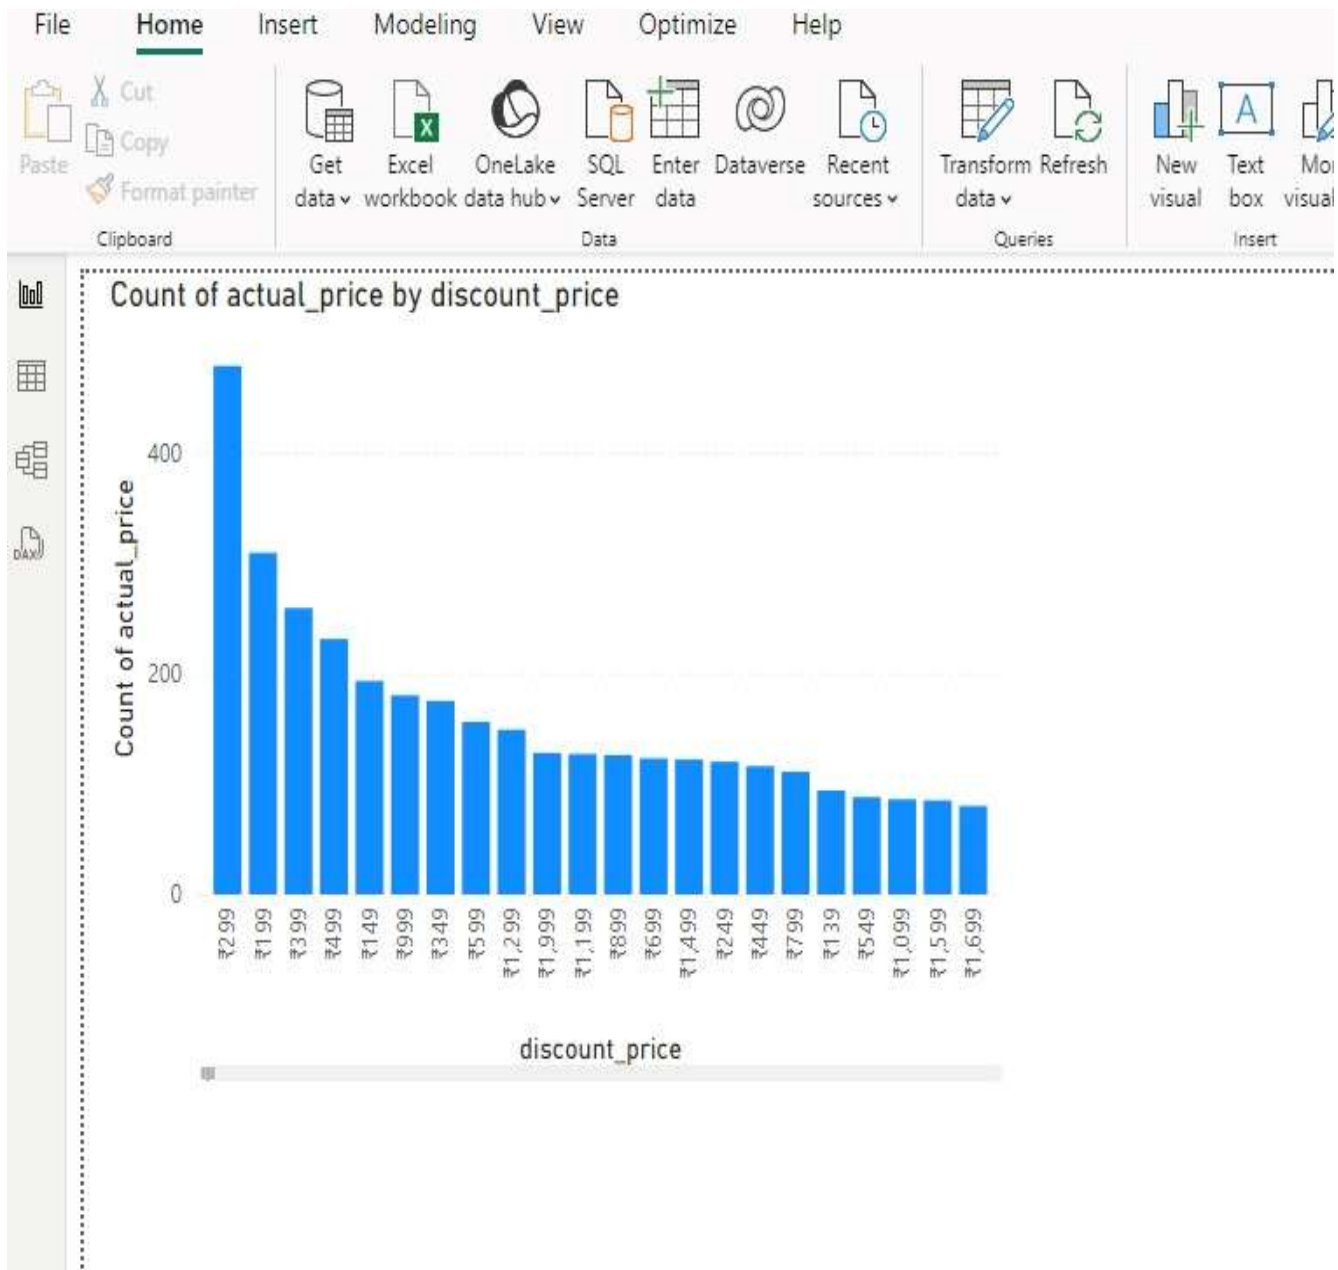 File Home Insert Modeling View Optimize Help
Paste
Cut
Copy
Format painter
Clipboard
Get data
Excel workbook
OneLake data hub
SQL Server
Enter data
Dataverse
Recent sources
Data
Transform data
Refresh
Queries
New visual
A
Text box
Mor
visual
Insert
X
DAX
Count of actual_price by discount_price
Count of actual_price
400
200
0
₹299 ₹199 ₹399 ₹499 ₹149 ₹999 ₹349 ₹599 ₹1,299 ₹1,999 ₹1,199 ₹899 ₹699 ₹1,499 ₹249 ₹449 ₹799 ₹139 ₹549 ₹1,099 ₹1,599 ₹1,699
discount_price